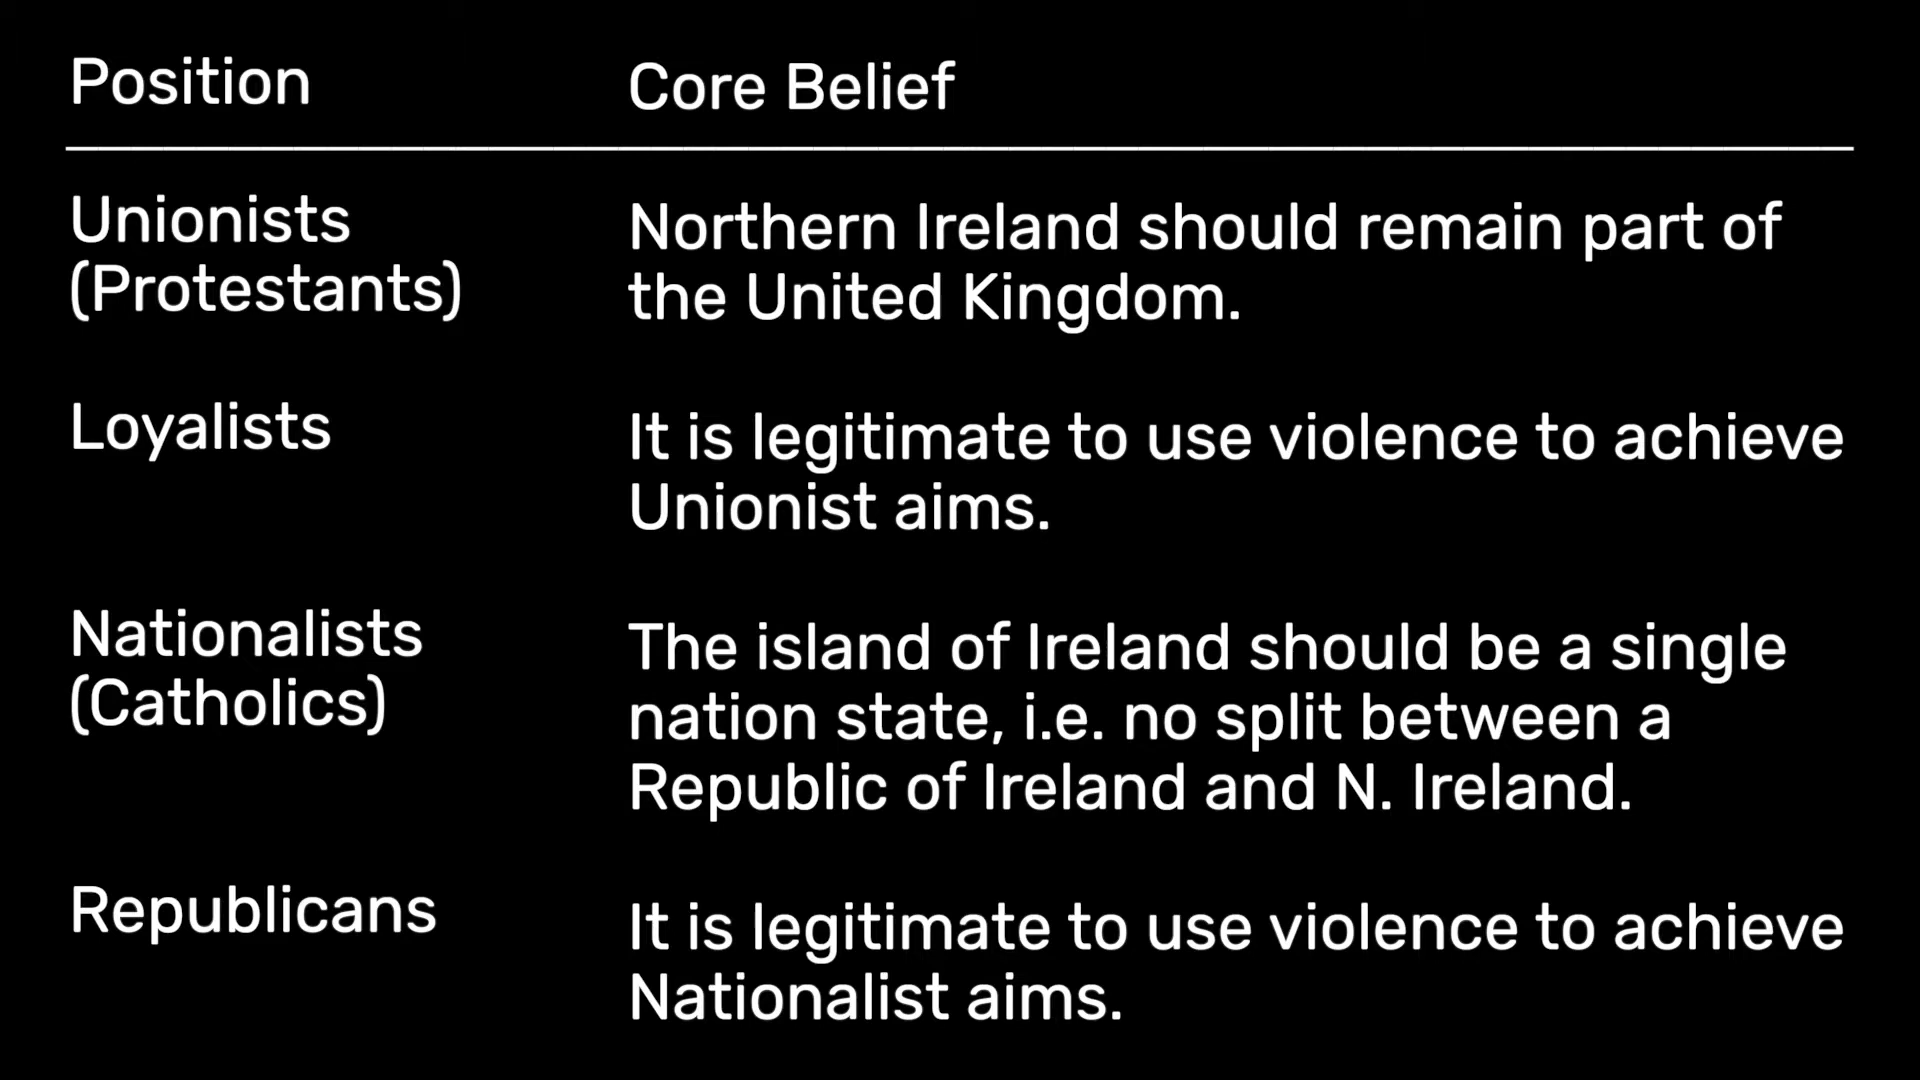 Position
Core Belief
Unionists
(Protestants)
Northern Ireland should remain part of
the United Kingdom.
Loyalists
It is legitimate to use violence to achieve
Unionist aims.
Nationalists
(Catholics)
The island of Ireland should be a single
nation state, i.e. no split between a
Republic of Ireland and N. Ireland.
Republicans
It is legitimate to use violence to achieve
Nationalist aims.